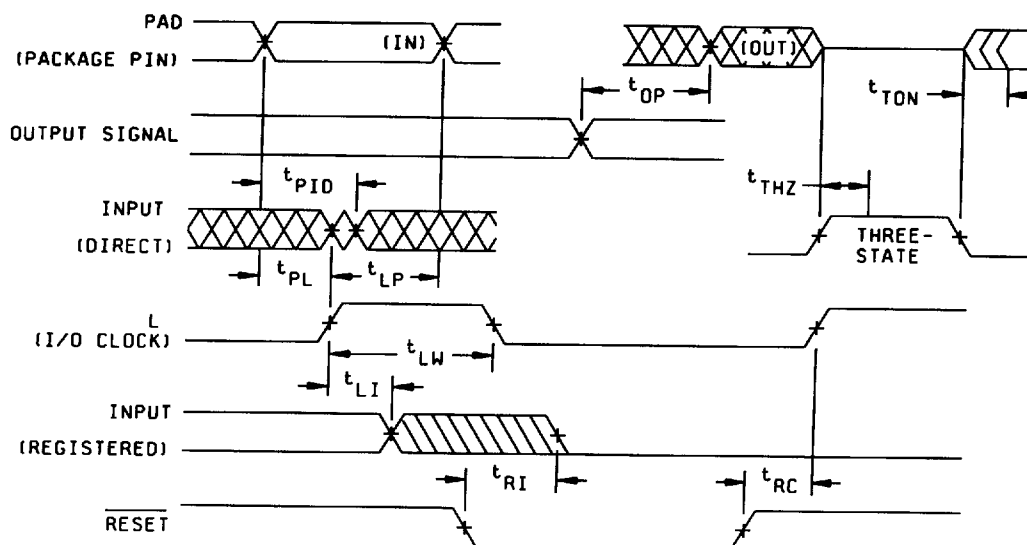 PAD
(PACKAGE PIN)
(IN)
(OUT)
tOP
tTON
OUTPUT SIGNAL
tPID
tTHZ
INPUT
(DIRECT)
THREE-
STATE
tPL
tLP
L
(I/O CLOCK)
tLW
tLI
INPUT
(REGISTERED)
tRI
tRC
RESET